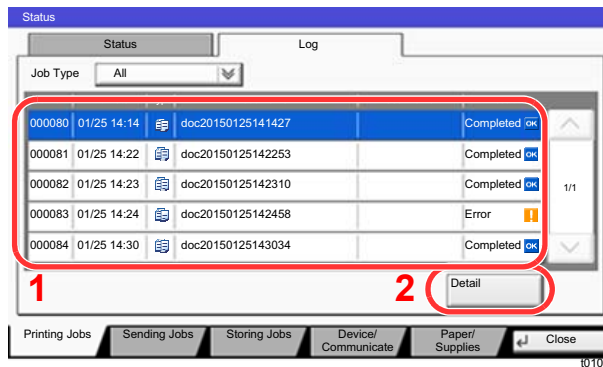 Status
Status Log
Job Type All
000080 01/25 14:14 doc20150125141427 Completed OK
000081 01/25 14:22 doc20150125142253 Completed OK
000082 01/25 14:23 doc20150125142310 Completed OK
000083 01/25 14:24 doc20150125142458 Error !
000084 01/25 14:30 doc20150125143034 Completed OK
1/1
1 2 Detail
Printing Jobs Sending Jobs Storing Jobs Device/
Communicate Paper/
Supplies Close
t010